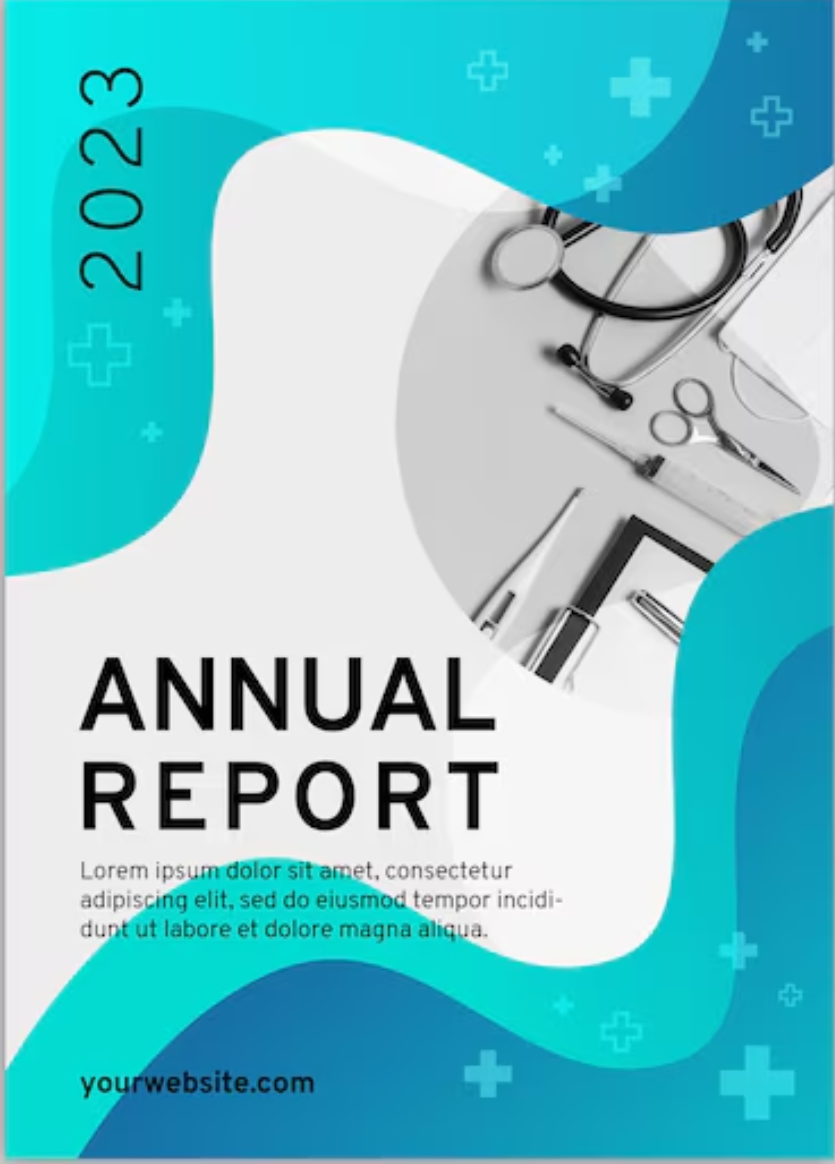 2023
ANNUAL
REPORT
Lorem ipsum dolor sit amet, consectetur
adipiscing elit, sed do eiusmod tempor incidi-
dunt ut labore et dolore magna aliqua.
yourwebsite.com